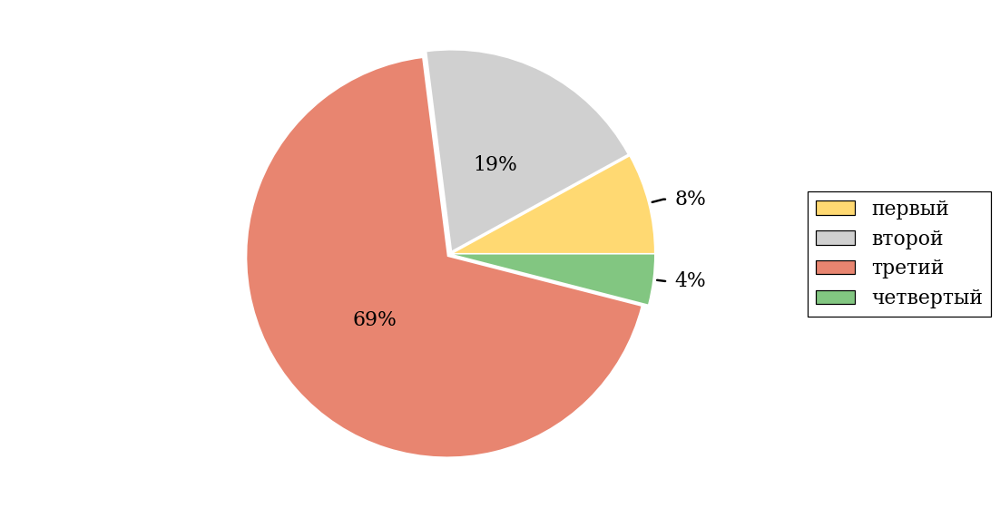 19%
8%
4%
69%
первый
второй
третий
четвертый